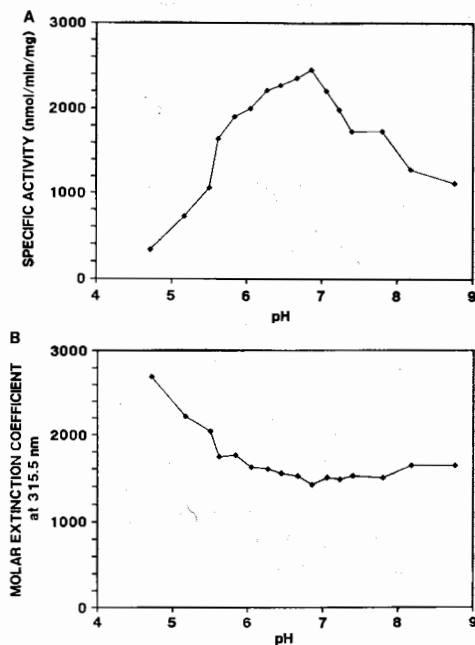 A
SPECIFIC ACTIVITY (nmol/min/mg)
3000
2000
1000
0
4 5 6 7 8 9
pH
B
MOLAR EXTINCTION COEFFICIENT
at 315.5 nm
3000
2000
1000
0
4 5 6 7 8 9
pH